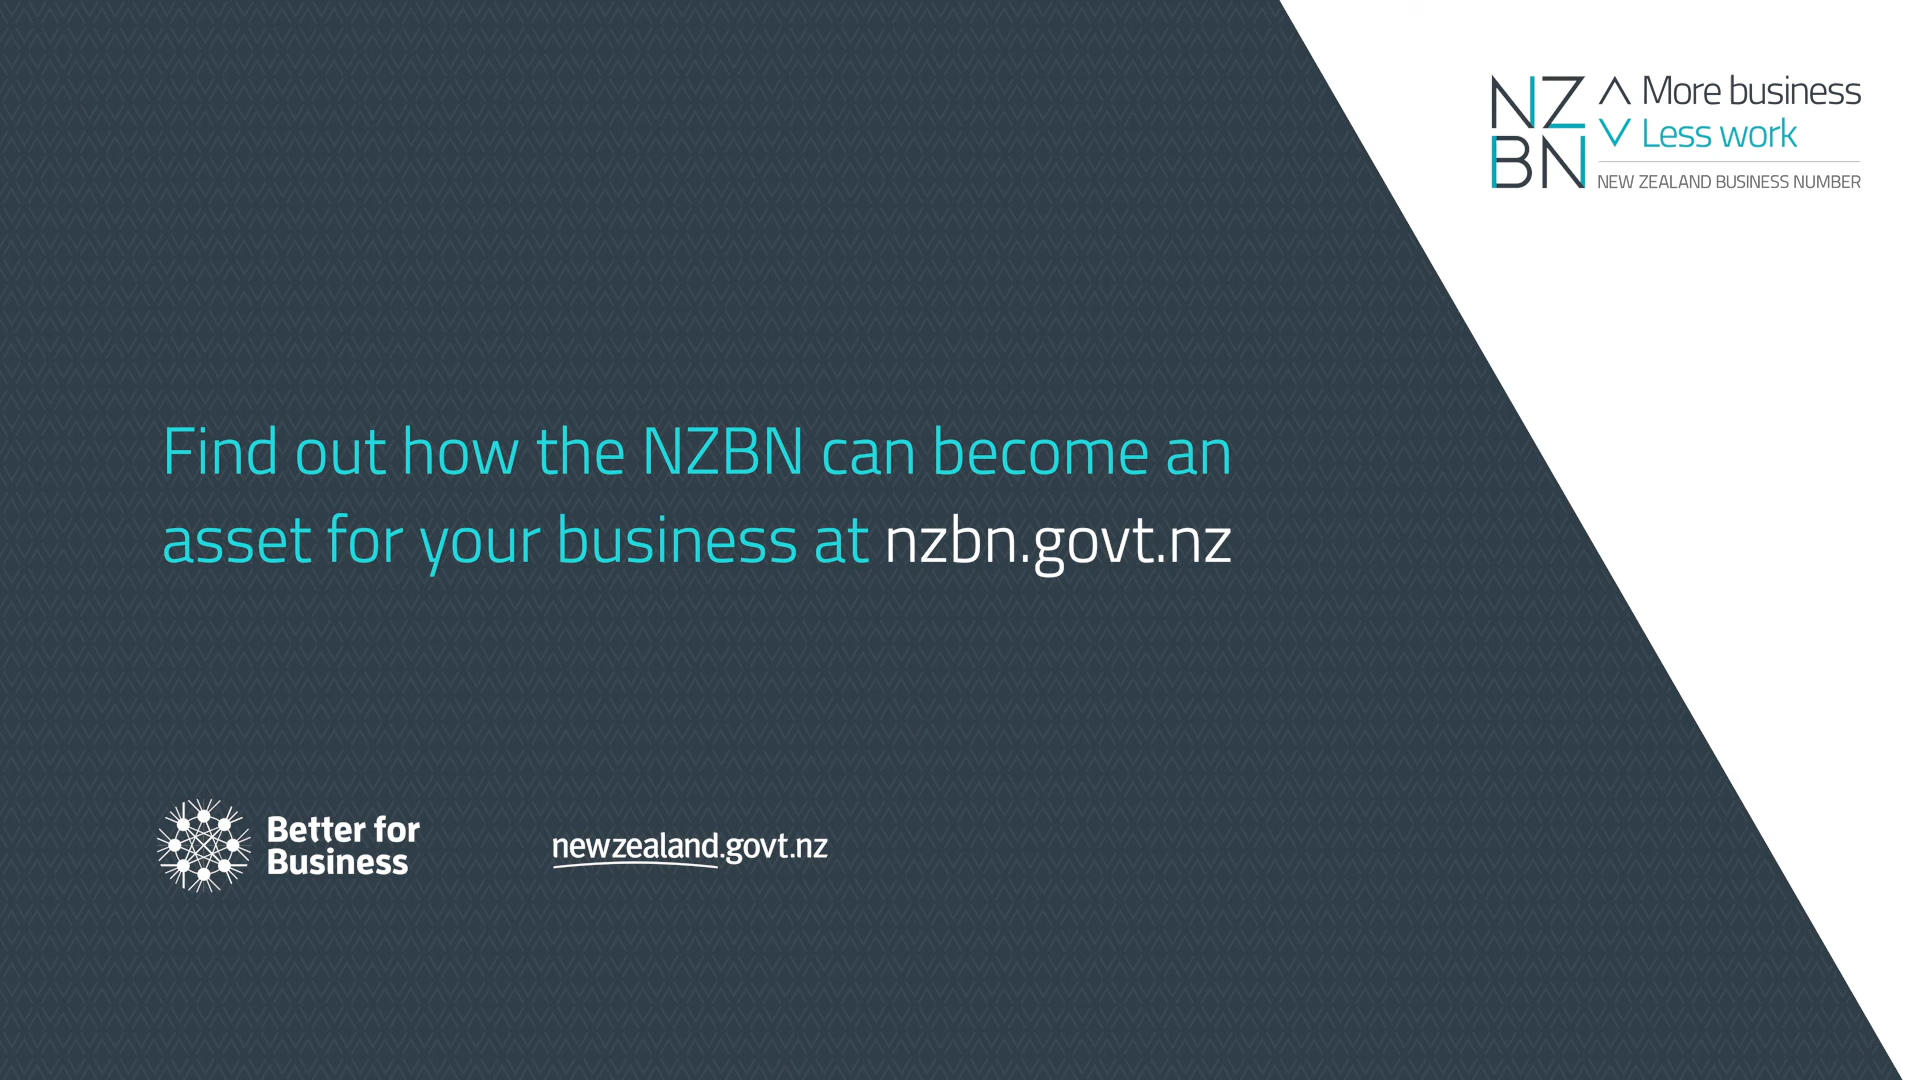 NZ
BN
More business
Less work
NEW ZEALAND BUSINESS NUMBER
Find out how the NZBN can become an
asset for your business at nzbn.govt.nz
Better for
Business
newzealand.govt.nz